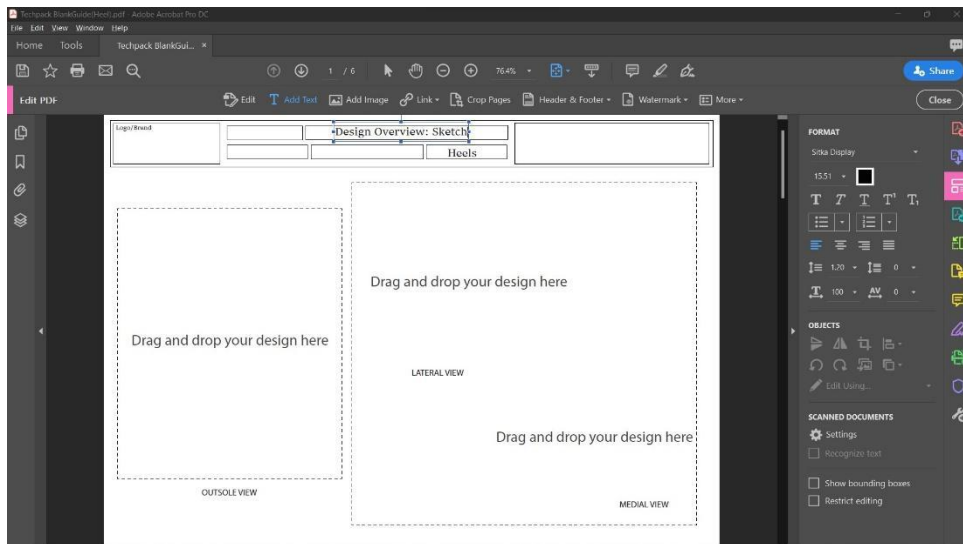 Techpack BlankGuide(Heel).pdf - Adobe Acrobat Pro DC
File Edit View Window Help
Home Tools Techpack BlankGui... ×
1 / 6 76.4% Share
Edit PDF Edit Add Text Add Image Link Crop Pages Header & Footer Watermark More Close
Logo/Brand
Design Overview: Sketch
Heels
Drag and drop your design here
Drag and drop your design here
LATERAL VIEW
Drag and drop your design here
OUTSOLE VIEW
MEDIAL VIEW
FORMAT
Sitka Display
15.51
T T T T¹ T₁
1.20 0
100 AV 0
OBJECTS
Edit Using...
SCANNED DOCUMENTS
Settings
Recognize text
Show bounding boxes
Restrict editing